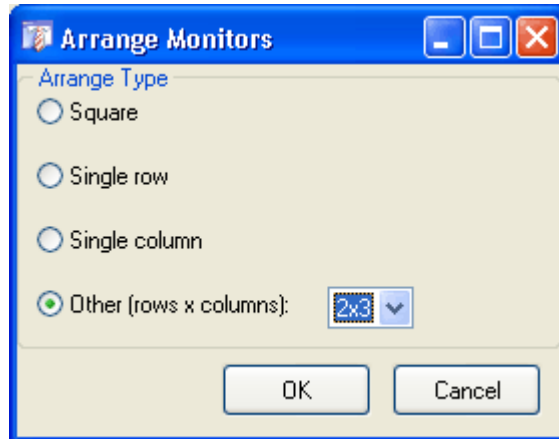 Arrange Monitors
Arrange Type
Square
Single row
Single column
Other (rows x columns): 2x3
OK Cancel